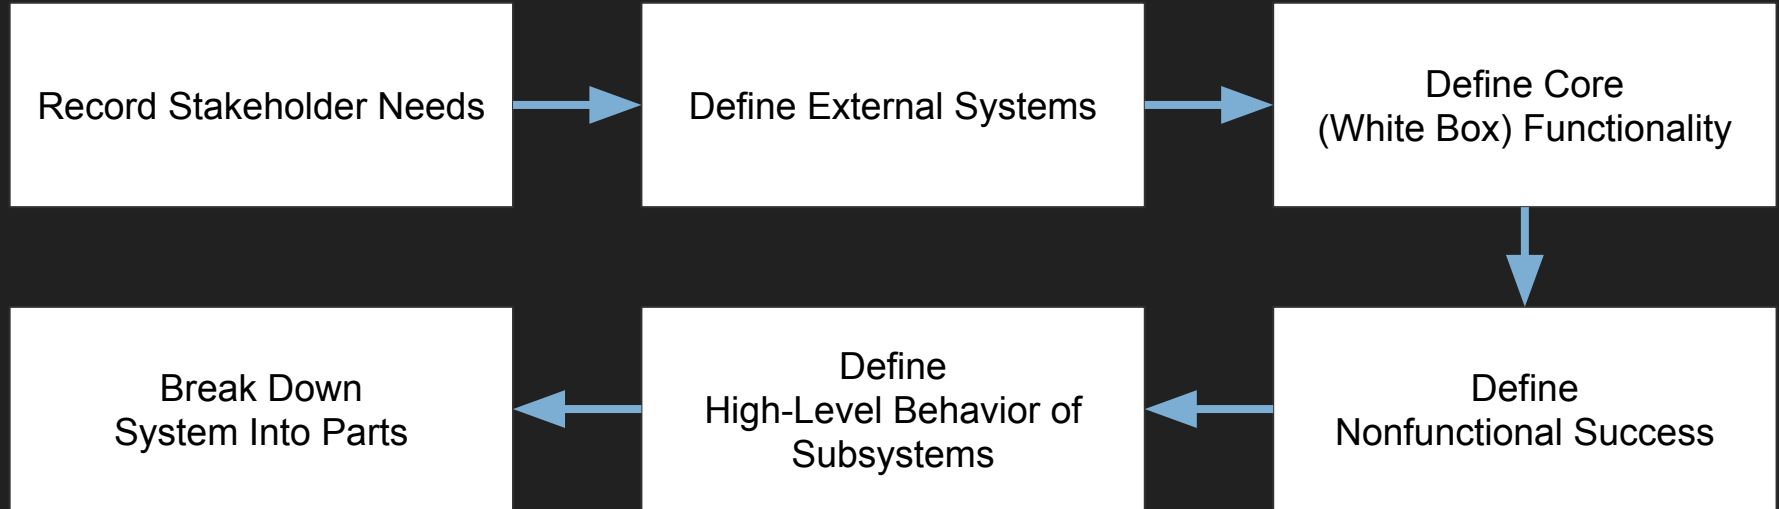 Record Stakeholder Needs
Define External Systems
Define Core
(White Box) Functionality
Define
Nonfunctional Success
Define
High-Level Behavior of
Subsystems
Break Down
System Into Parts